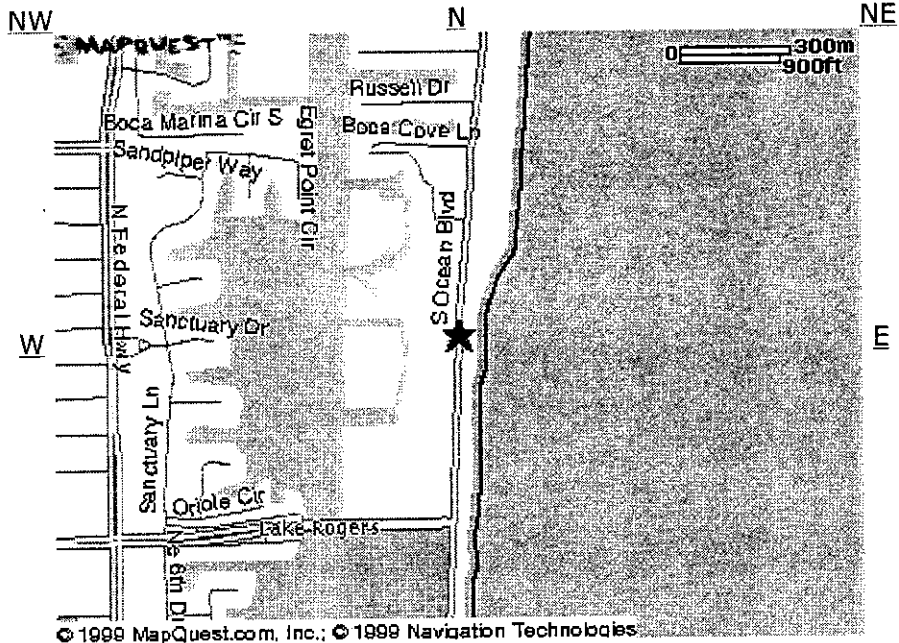 NW
N
NE
MAPQUEST™
0 300m
900ft
Russell Dr
Boca Marina Cir S
Boca Cove Ln
Sandpiper Way
Egret Point Cir
N Federal Hwy
S Ocean Blvd
Sanctuary Dr
W
E
Sanctuary Ln
Oriole Cir
Lake Rogers
6th Dr
© 1999 MapQuest.com, Inc.; © 1999 Navigation Technologies